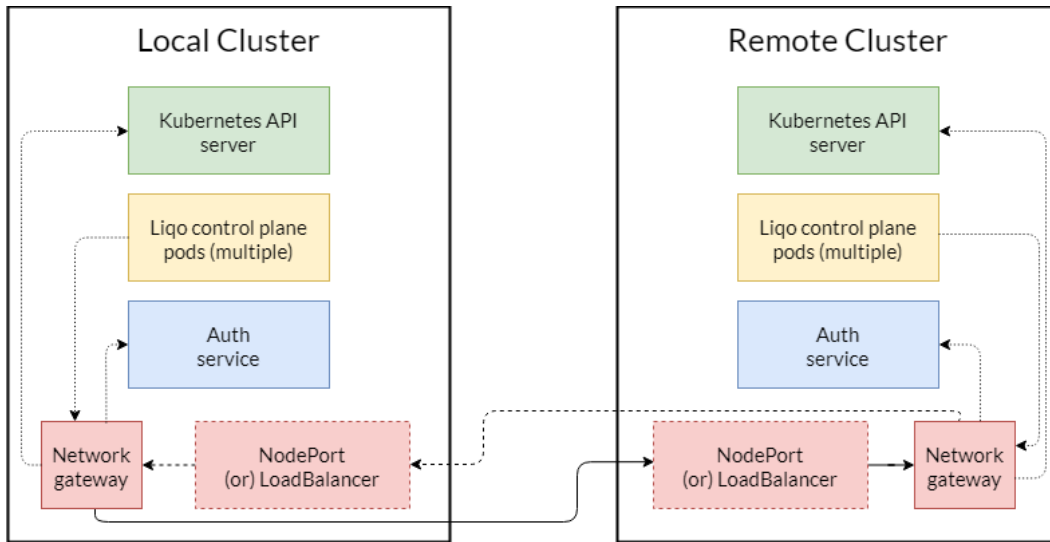 Local Cluster
Kubernetes API
server
Liqo control plane
pods (multiple)
Auth
service
Network
gateway
NodePort
(or) LoadBalancer
Remote Cluster
Kubernetes API
server
Liqo control plane
pods (multiple)
Auth
service
NodePort
(or) LoadBalancer
Network
gateway